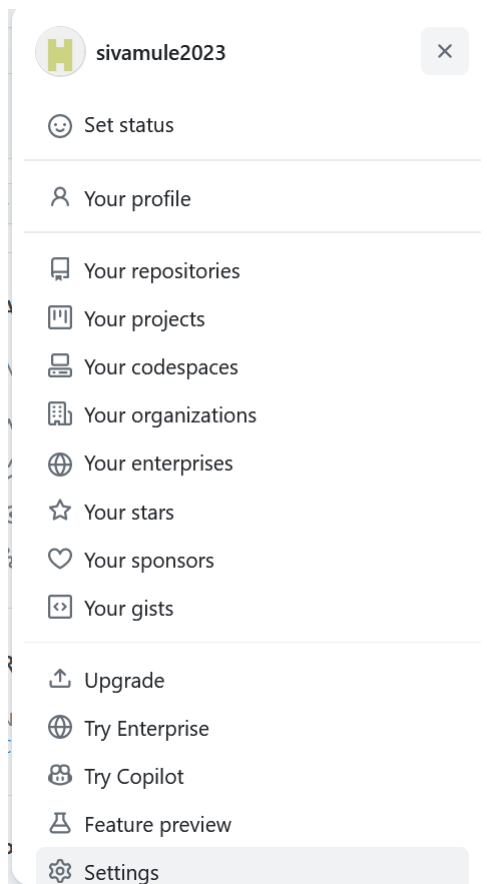 sivamule2023
Set status
Your profile
Your repositories
Your projects
Your codespaces
Your organizations
Your enterprises
Your stars
Your sponsors
Your gists
Upgrade
Try Enterprise
Try Copilot
Feature preview
Settings